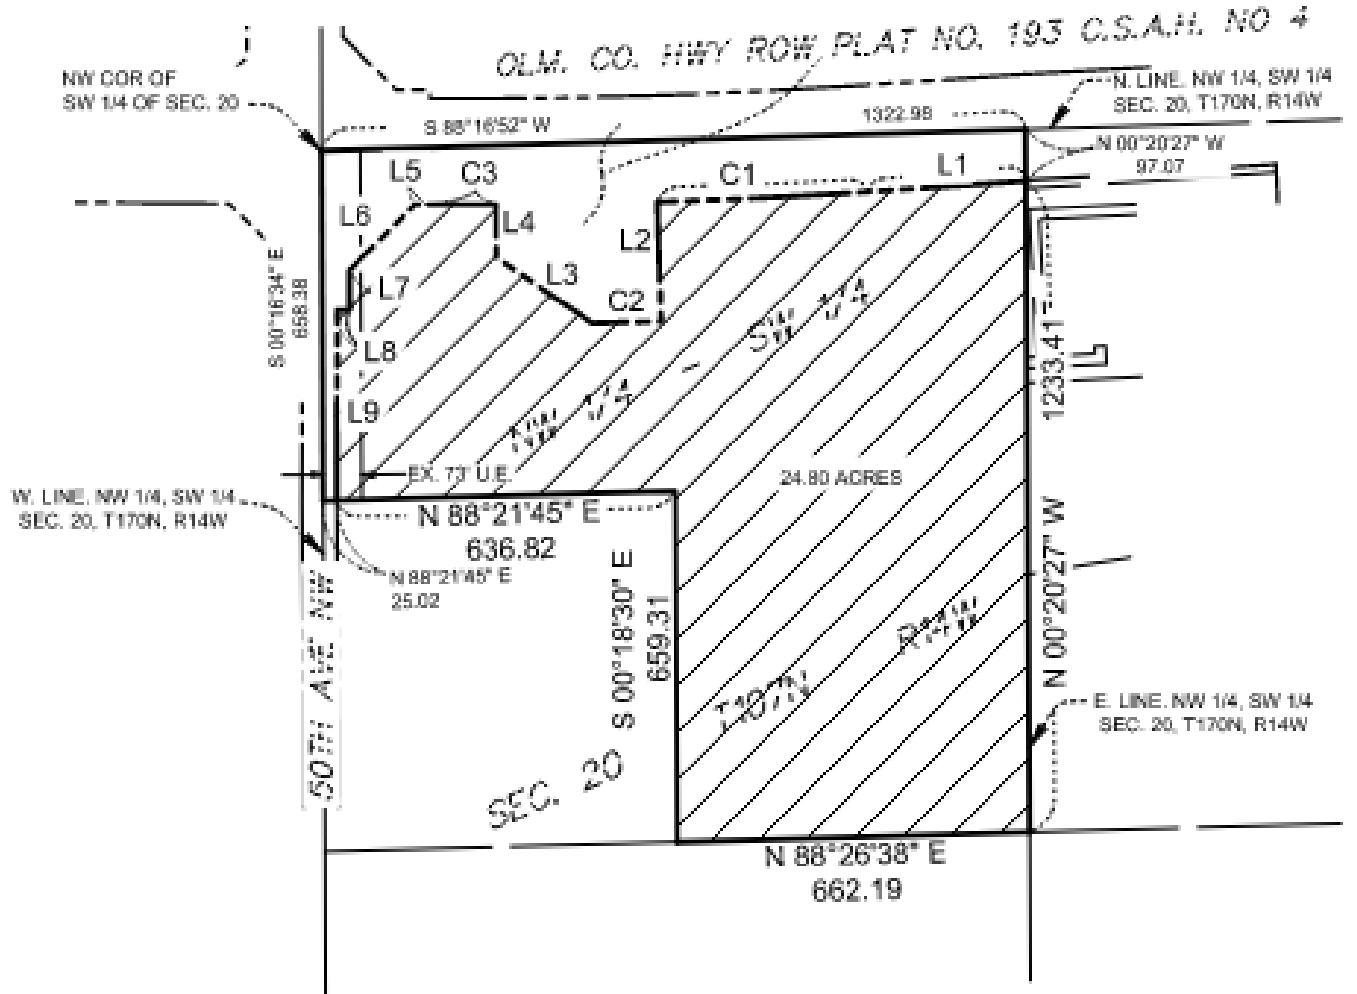 OLM. CO. HWY ROW PLAT NO. 193 C.S.A.H. NO 4
NW COR OF
SW 1/4 OF SEC. 20
N. LINE. NW 1/4, SW 1/4
SEC. 20, T170N, R14W
S 88°16'52" W
1322.98
N 00°20'27" W
97.07
L5
C3
C1
L1
L6
L4
L2
S 00°16'34" E
658.38
L7
L3
C2
L8
L9
NW 1/4 - SW 1/4
1233.41
N 00°20'27" W
EX. 73' U.E.
24.80 ACRES
W. LINE. NW 1/4, SW 1/4
SEC. 20, T170N, R14W
N 88°21'45" E
636.82
N 88°21'45" E
25.02
50TH AVE NW
S 00°18'30" E
659.31
R14W
T107N
E. LINE. NW 1/4, SW 1/4
SEC. 20, T170N, R14W
SEC. 20
N 88°26'38" E
662.19